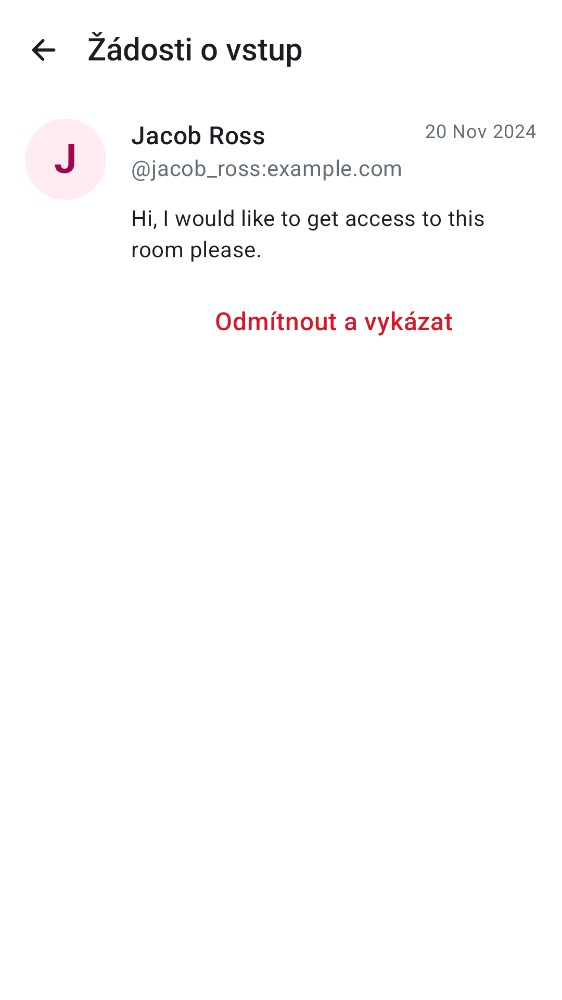 Žádosti o vstup
J
Jacob Ross
20 Nov 2024
@jacob_ross:example.com
Hi, I would like to get access to this
room please.
Odmítnout a vykázat